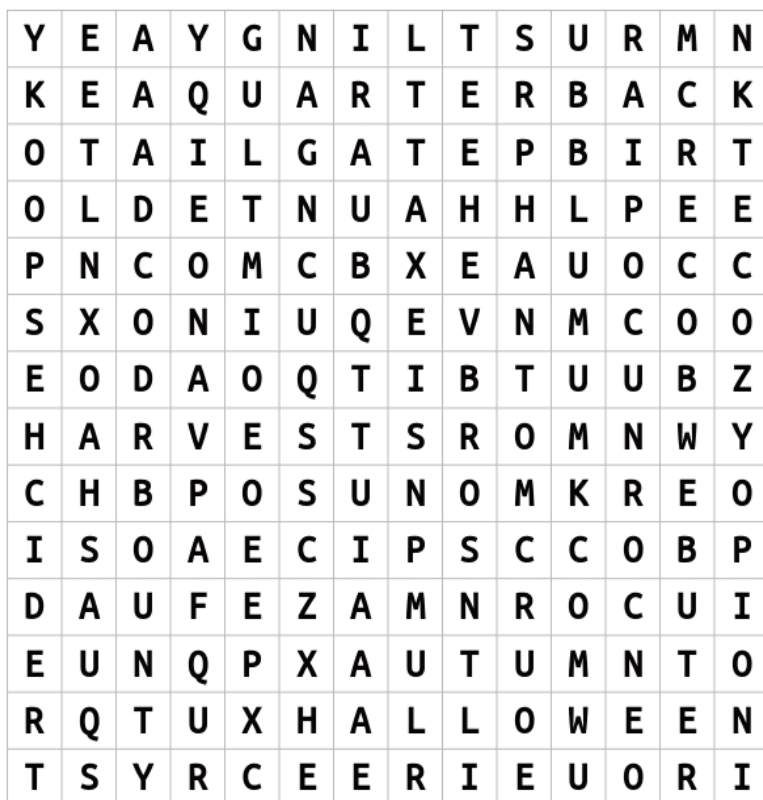 Y E A Y G N I L T S U R M N
K E A Q U A R T E R B A C K
O T A I L G A T E P B I R T
O L D E T N U A H H L P E E
P N C O M C B X E A U O C C
S X O N I U Q E V N M C O O
E O D A O Q T I B T U U B Z
H A R V E S T S R O M N W Y
C H B P O S U N O M K R E O
I S O A E C I P S C C O B P
D A U F E Z A M N R O C U I
E U N Q P X A U T U M N T O
R Q T U X H A L L O W E E N
T S Y R C E E R I E U O R I